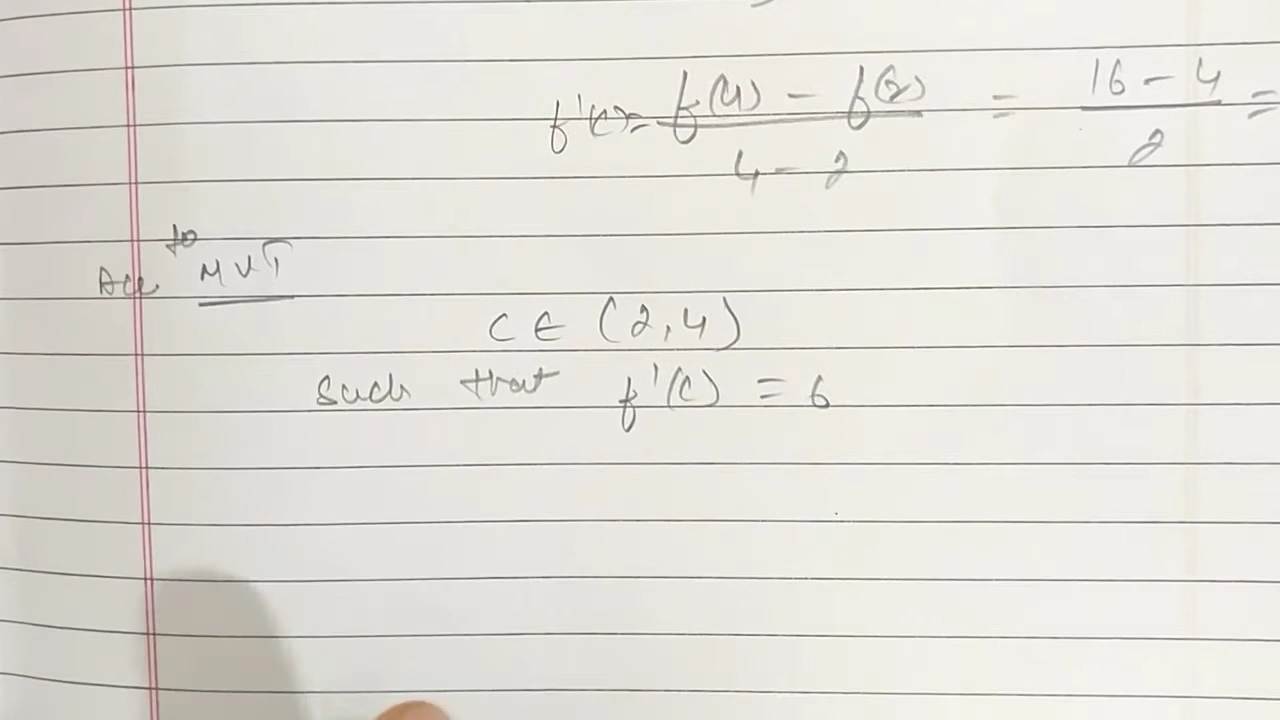 f'(c) = f(4) - f(2) / 4 - 2 = 16 - 4 / 2 =
Acc to MVT
C ∈ (2,4)
Such that f'(c) = 6